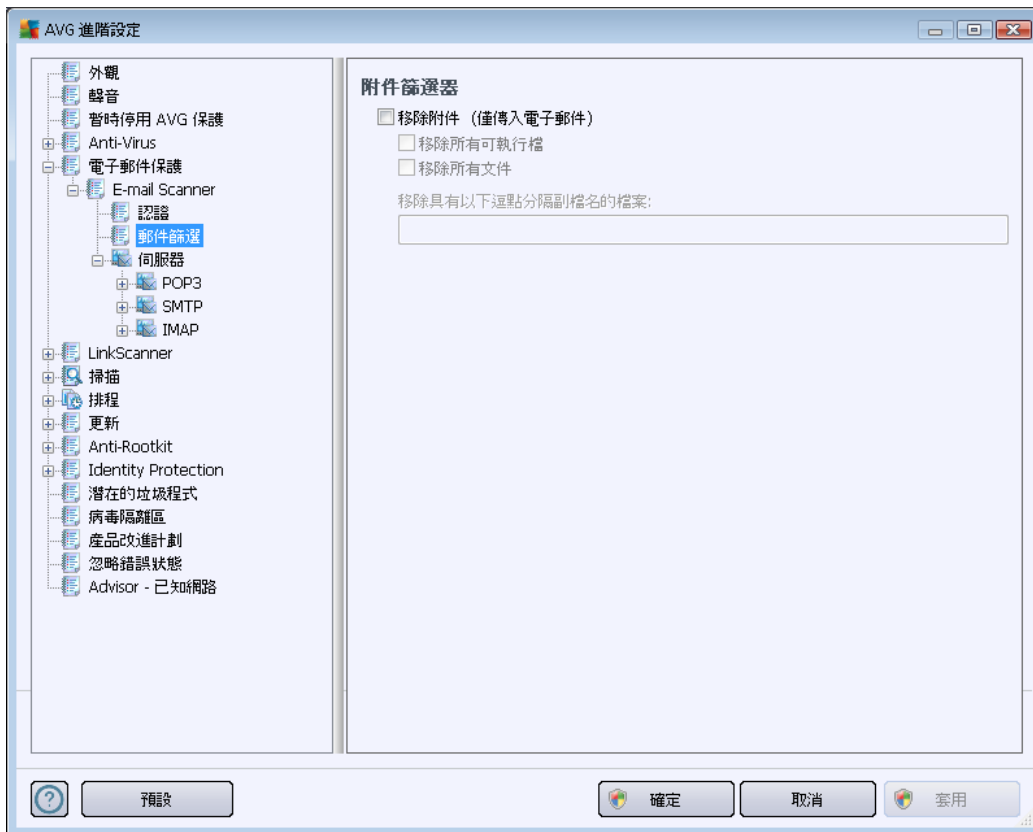 AVG 進階設定
外觀
聲音
暫時停用 AVG 保護
Anti-Virus
電子郵件保護
E-mail Scanner
認證
郵件篩選
伺服器
POP3
SMTP
IMAP
LinkScanner
掃描
排程
更新
Anti-Rootkit
Identity Protection
潛在的垃圾程式
病毒隔離區
產品改進計劃
忽略錯誤狀態
Advisor - 已知網路
附件篩選器
移除附件 (僅傳入電子郵件)
移除所有可執行檔
移除所有文件
移除具有以下逗點分隔副檔名的檔案:
預設
確定
取消
套用